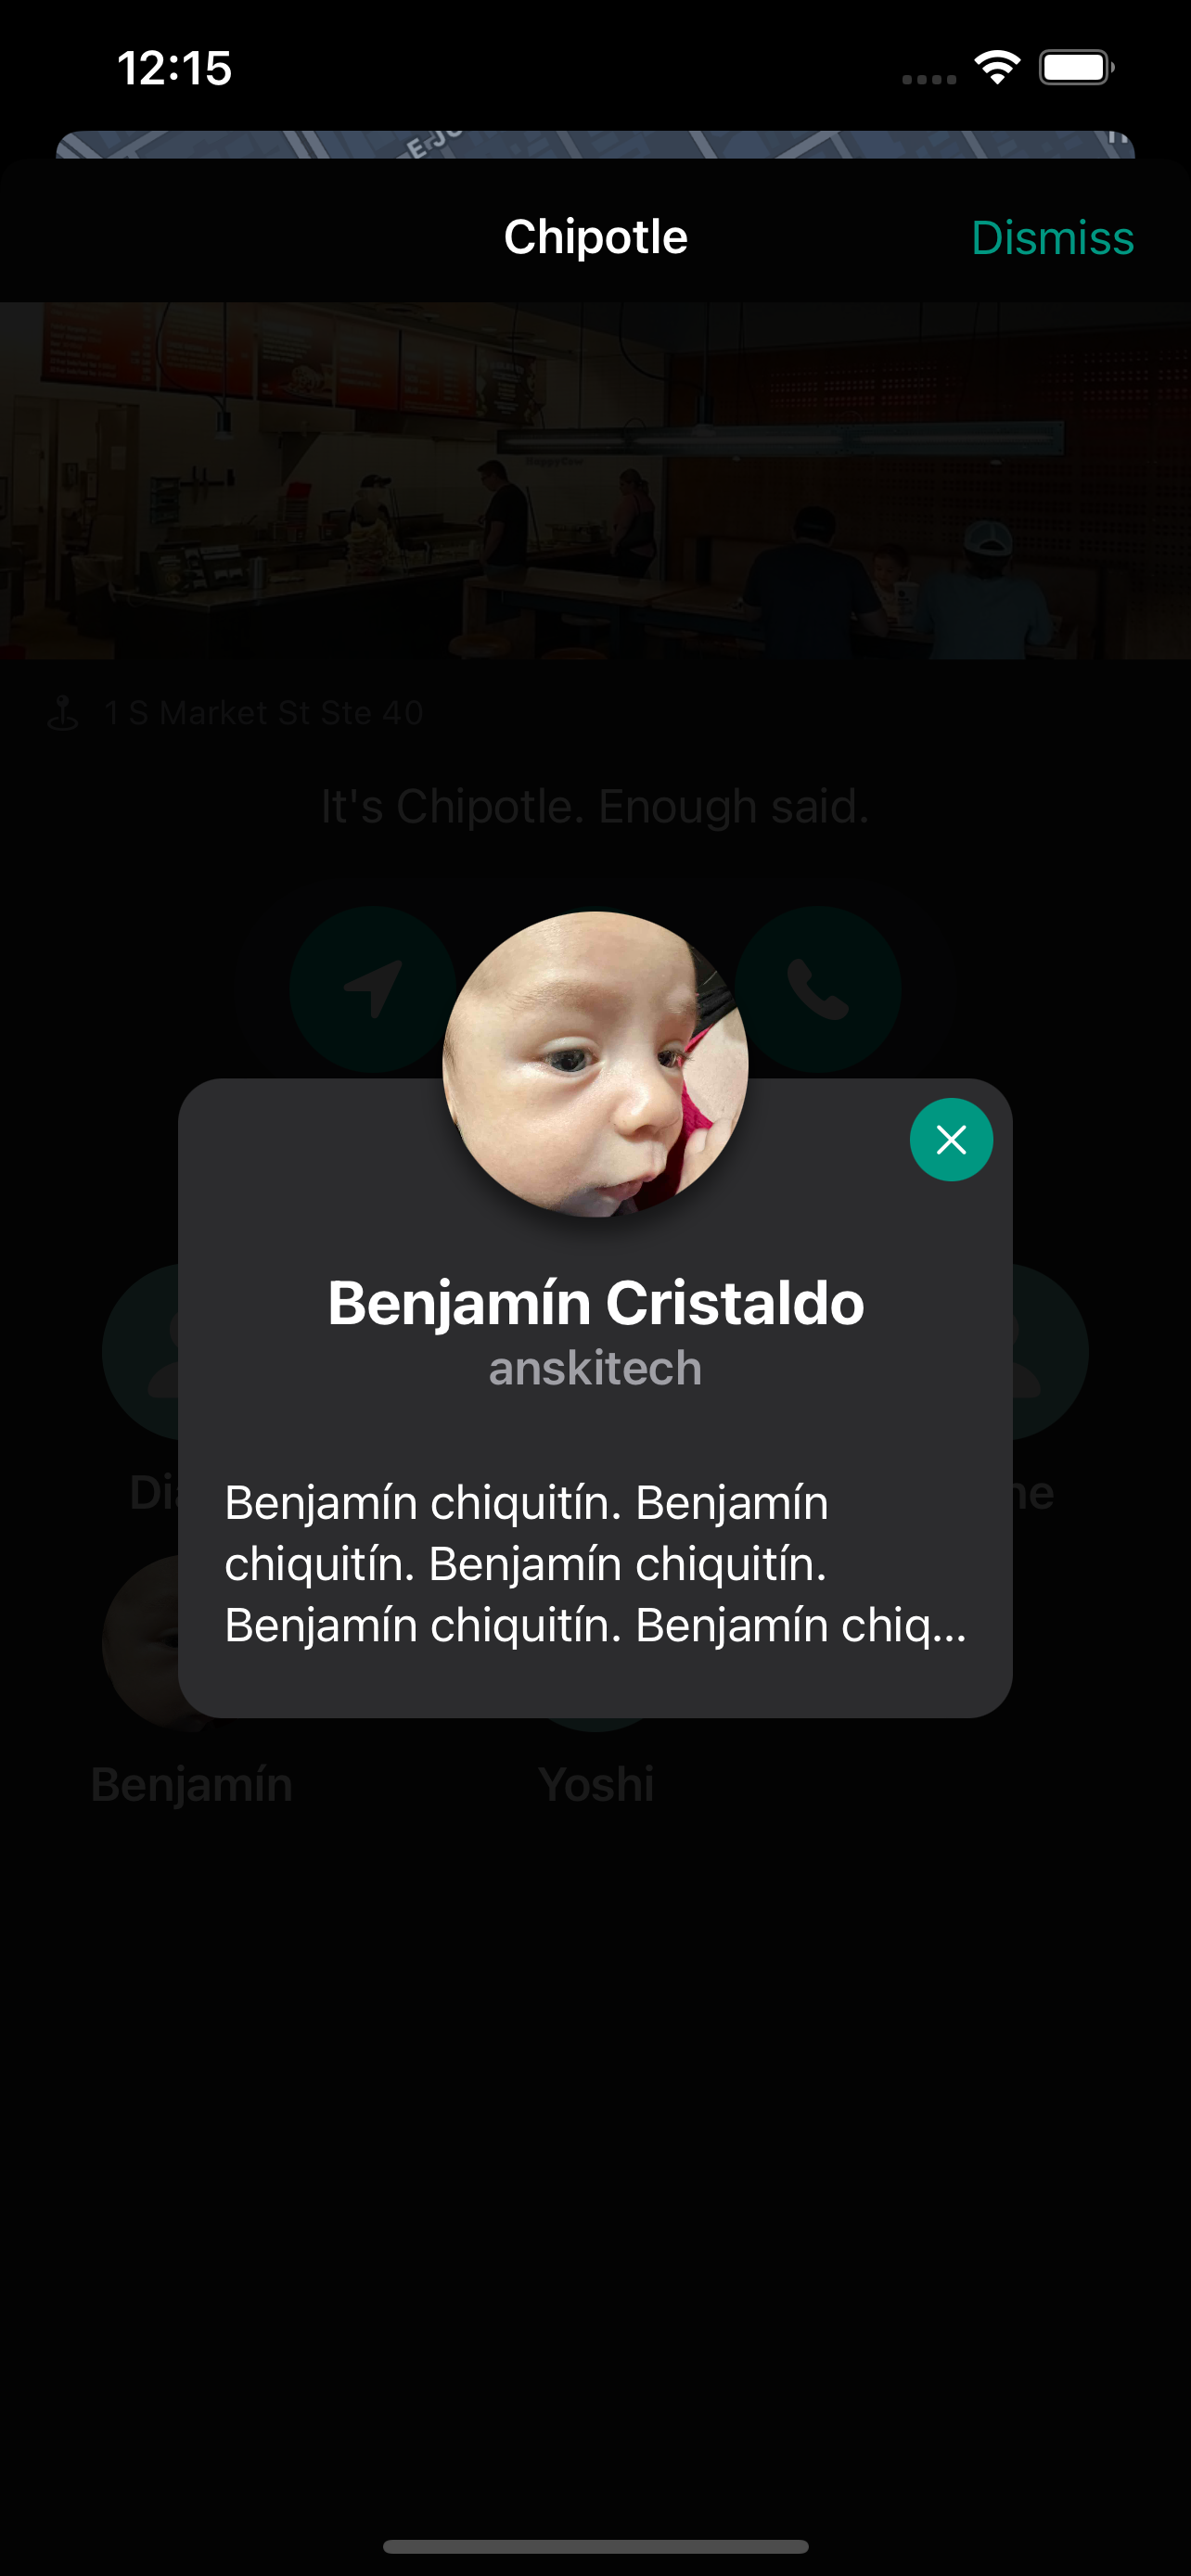 12:15
E JO
Chipotle
Dismiss
1 S Market St Ste 40
It's Chipotle. Enough said.
Benjamín Cristaldo
anskitech
Benjamín chiquitín. Benjamín
chiquitín. Benjamín chiquitín.
Benjamín chiquitín. Benjamín chiq...
Benjamín
Yoshi